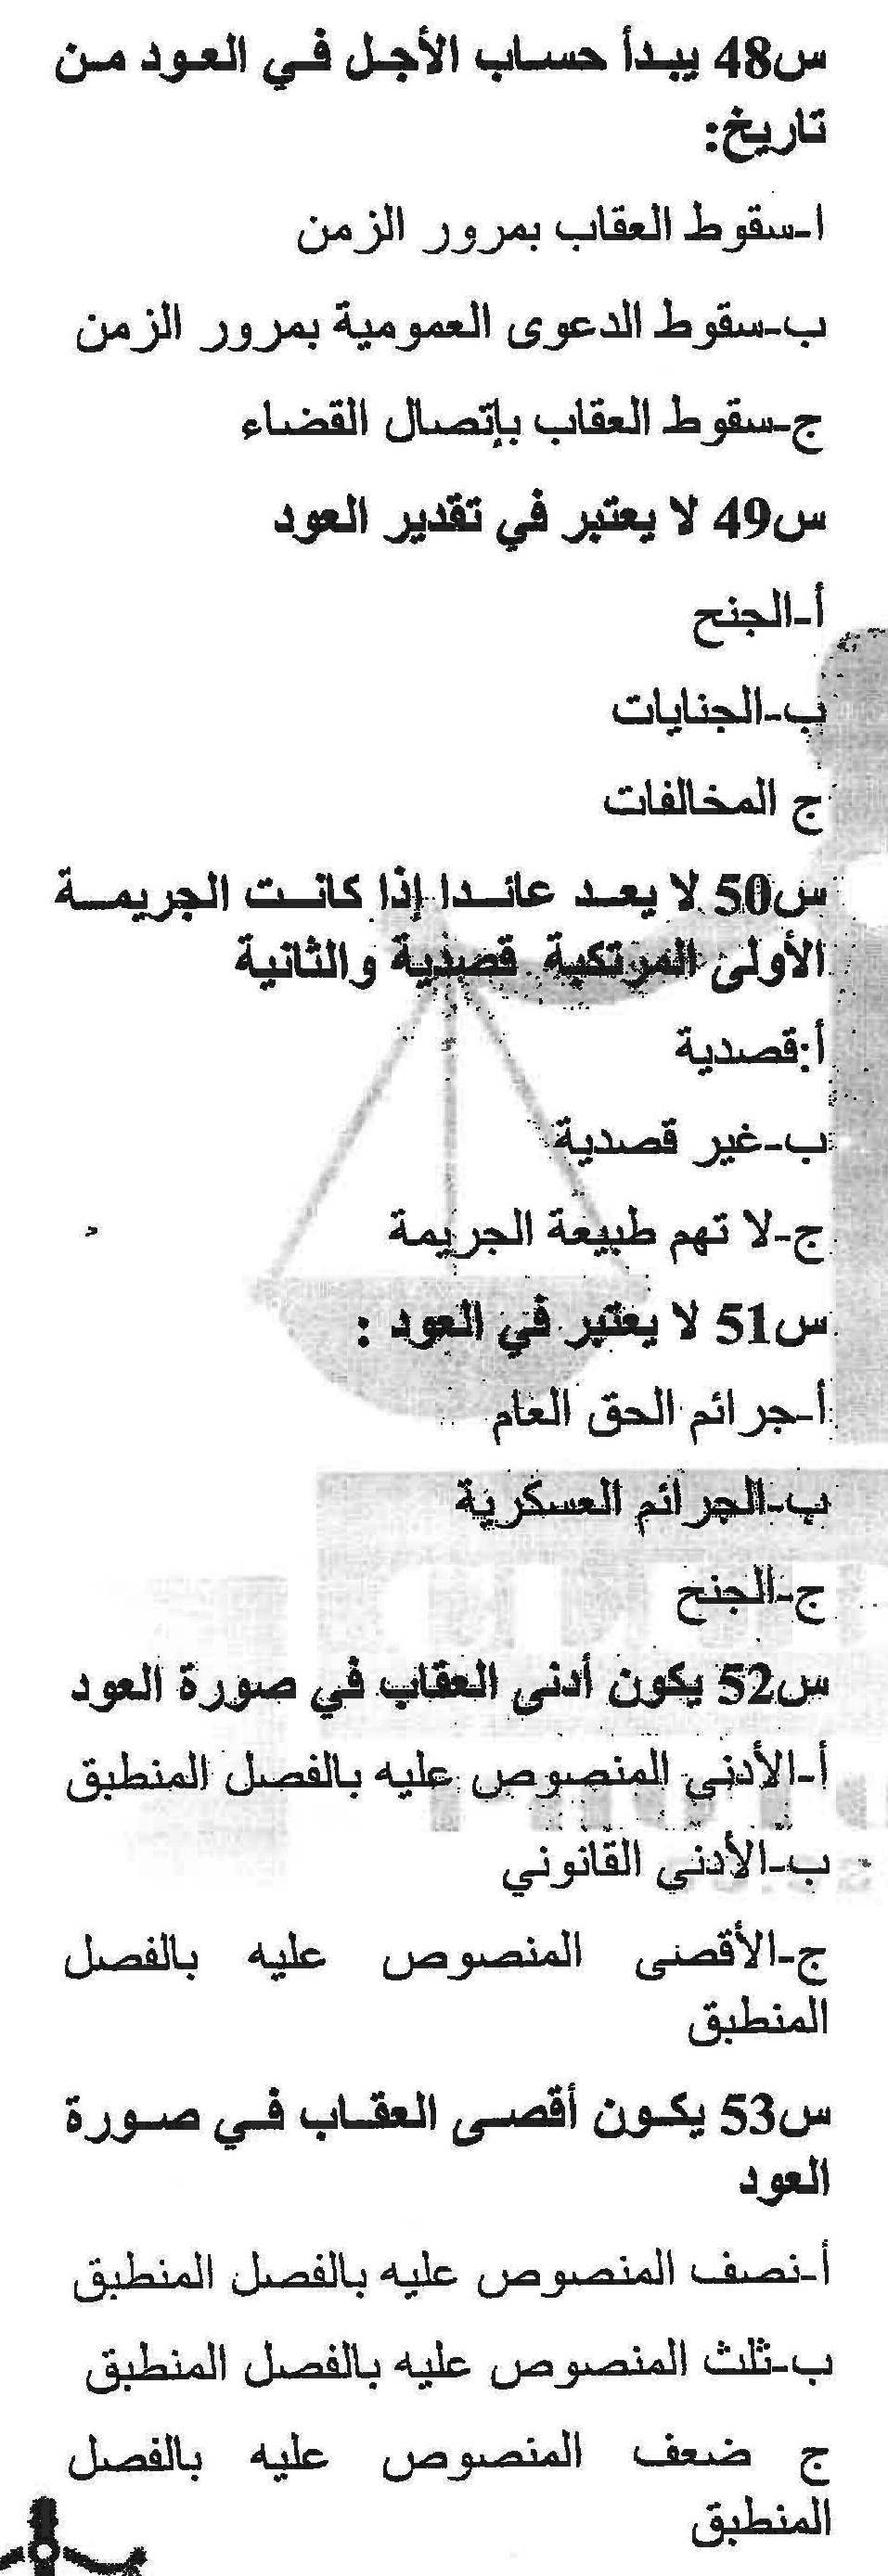 س48 يبدأ حساب الأجل في العود من
تاريخ:
ا-سقوط العقاب بمرور الزمن
ب-سقوط الدعوى العمومية بمرور الزمن
ج-سقوط العقاب بإتصال القضاء
س49 لا يعتبر في تقدير العود
أ-الجنح
ب-الجنايات
ج المخالفات
س50 لا يعد عائدا إذا كانت الجريمة
الأولى المرتكبة قصدية والثانية
أ:قصدية
ب-غير قصدية
ج-لا تهم طبيعة الجريمة
س51 لا يعتبر في العود :
أ-جرائم الحق العام
ب-الجرائم العسكرية
ج-الجنح
س52 يكون أدنى العقاب في صورة العود
أ-الأدنى المنصوص عليه بالفصل المنطبق
ب-الأدني القانوني
ج-الأقصى المنصوص عليه بالفصل
المنطبق
س53 يكون أقصى العقاب في صورة
العود
أ-نصف المنصوص عليه بالفصل المنطبق
ب-ثلث المنصوص عليه بالفصل المنطبق
ج ضعف المنصوص عليه بالفصل
المنطبق